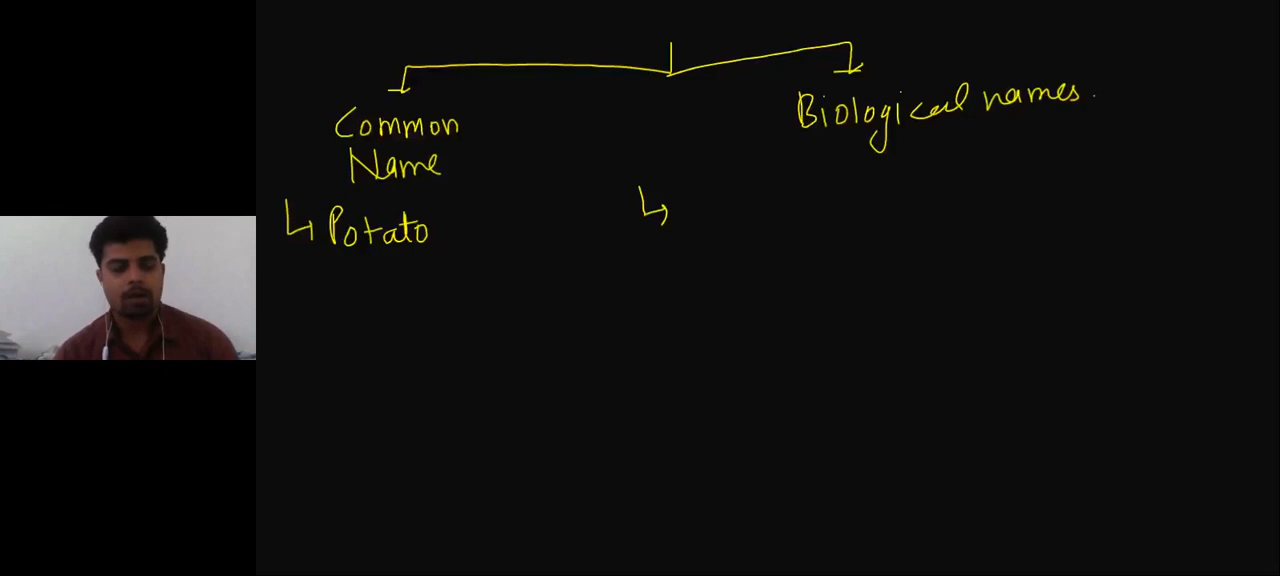 Common
Name
Biological names.
↳ Potato
↳